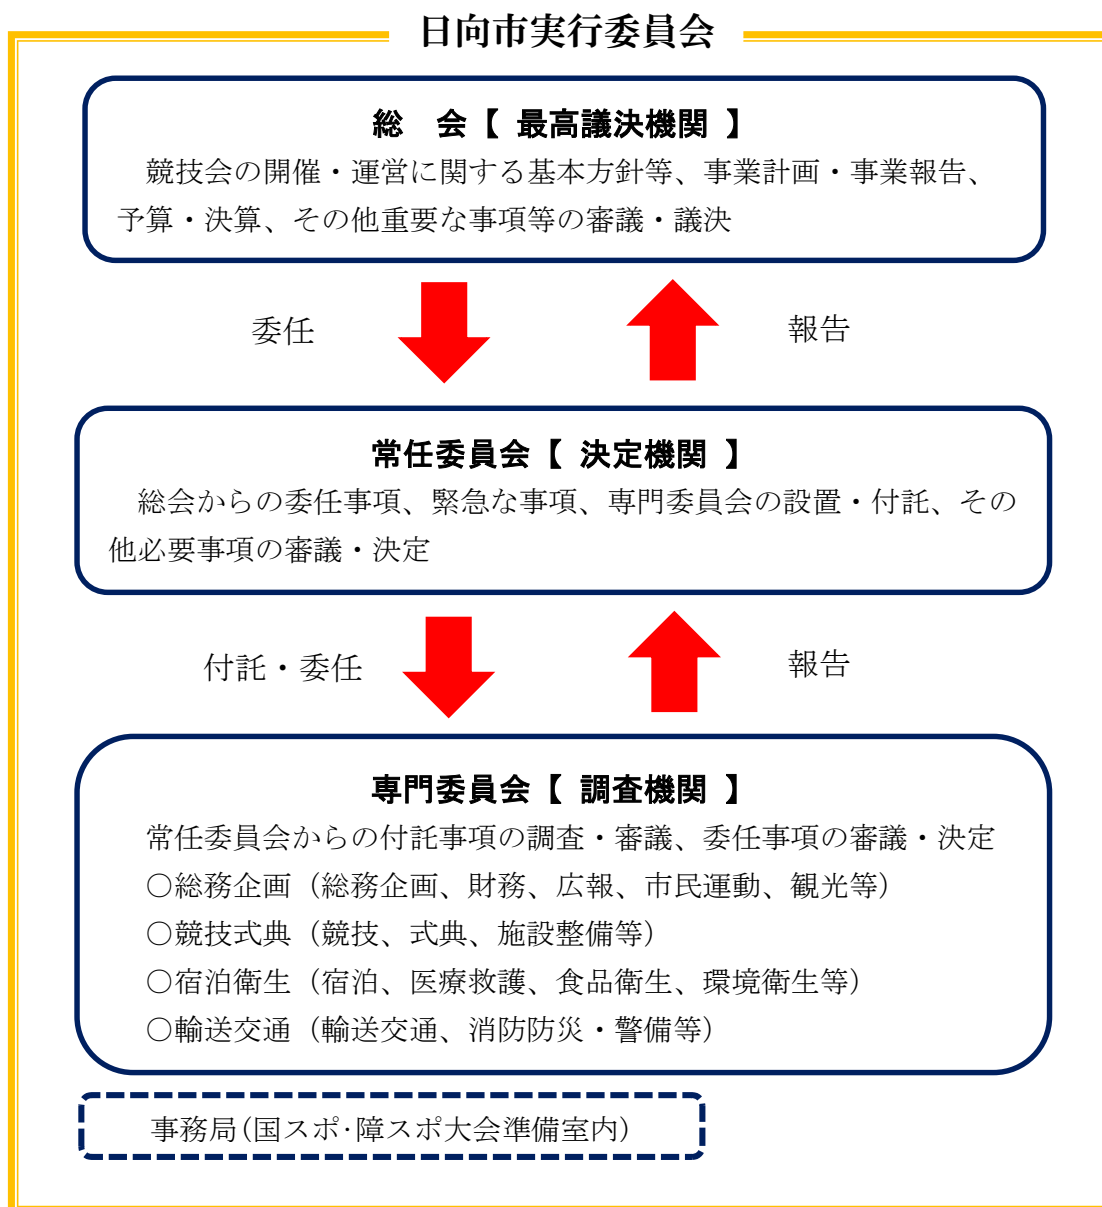 日向市実行委員会
総　会【 最高議決機関 】
競技会の開催・運営に関する基本方針等、事業計画・事業報告、
予算・決算、その他重要な事項等の審議・議決
委任
報告
常任委員会【 決定機関 】
総会からの委任事項、緊急な事項、専門委員会の設置・付託、その
他必要事項の審議・決定
付託・委任
報告
専門委員会【 調査機関 】
常任委員会からの付託事項の調査・審議、委任事項の審議・決定
〇総務企画（総務企画、財務、広報、市民運動、観光等）
〇競技式典（競技、式典、施設整備等）
〇宿泊衛生（宿泊、医療救護、食品衛生、環境衛生等）
〇輸送交通（輸送交通、消防防災・警備等）
事務局(国スポ･障スポ大会準備室内)